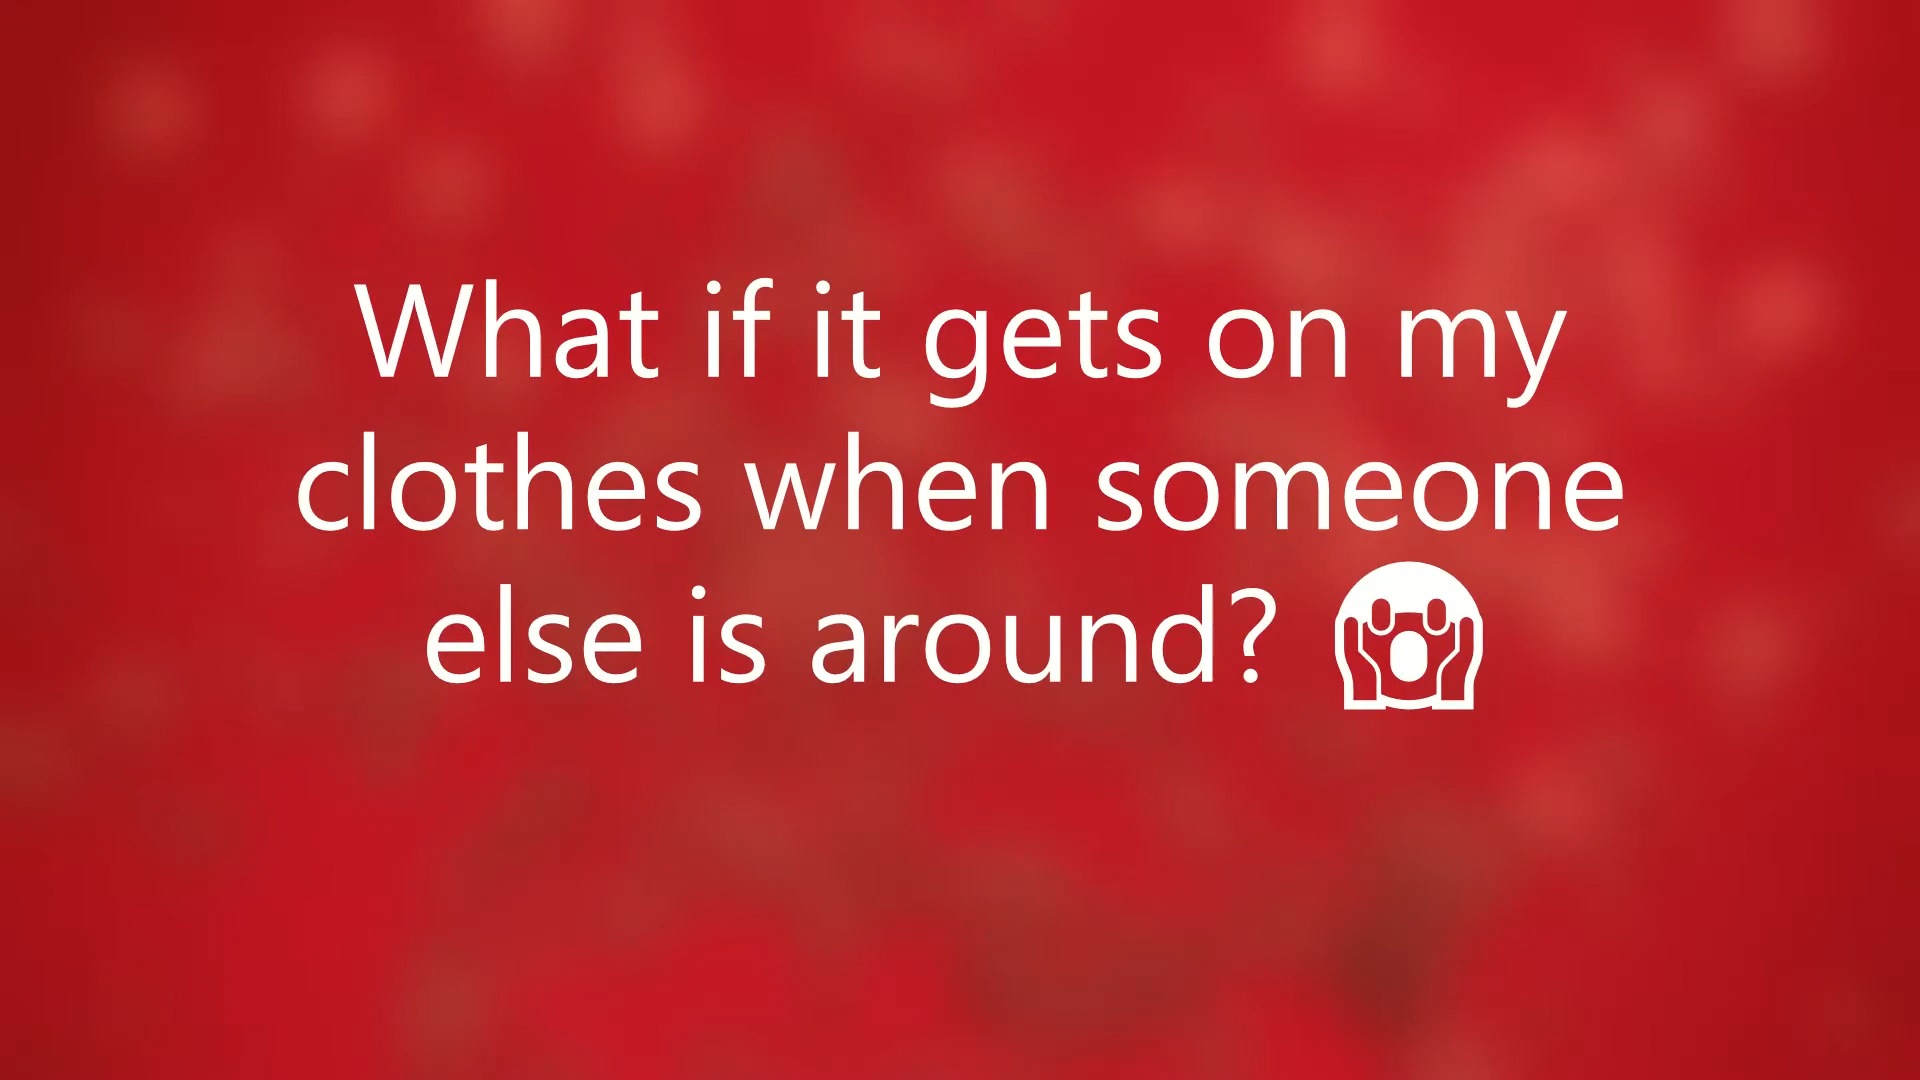 What if it gets on my
clothes when someone
else is around? 😱